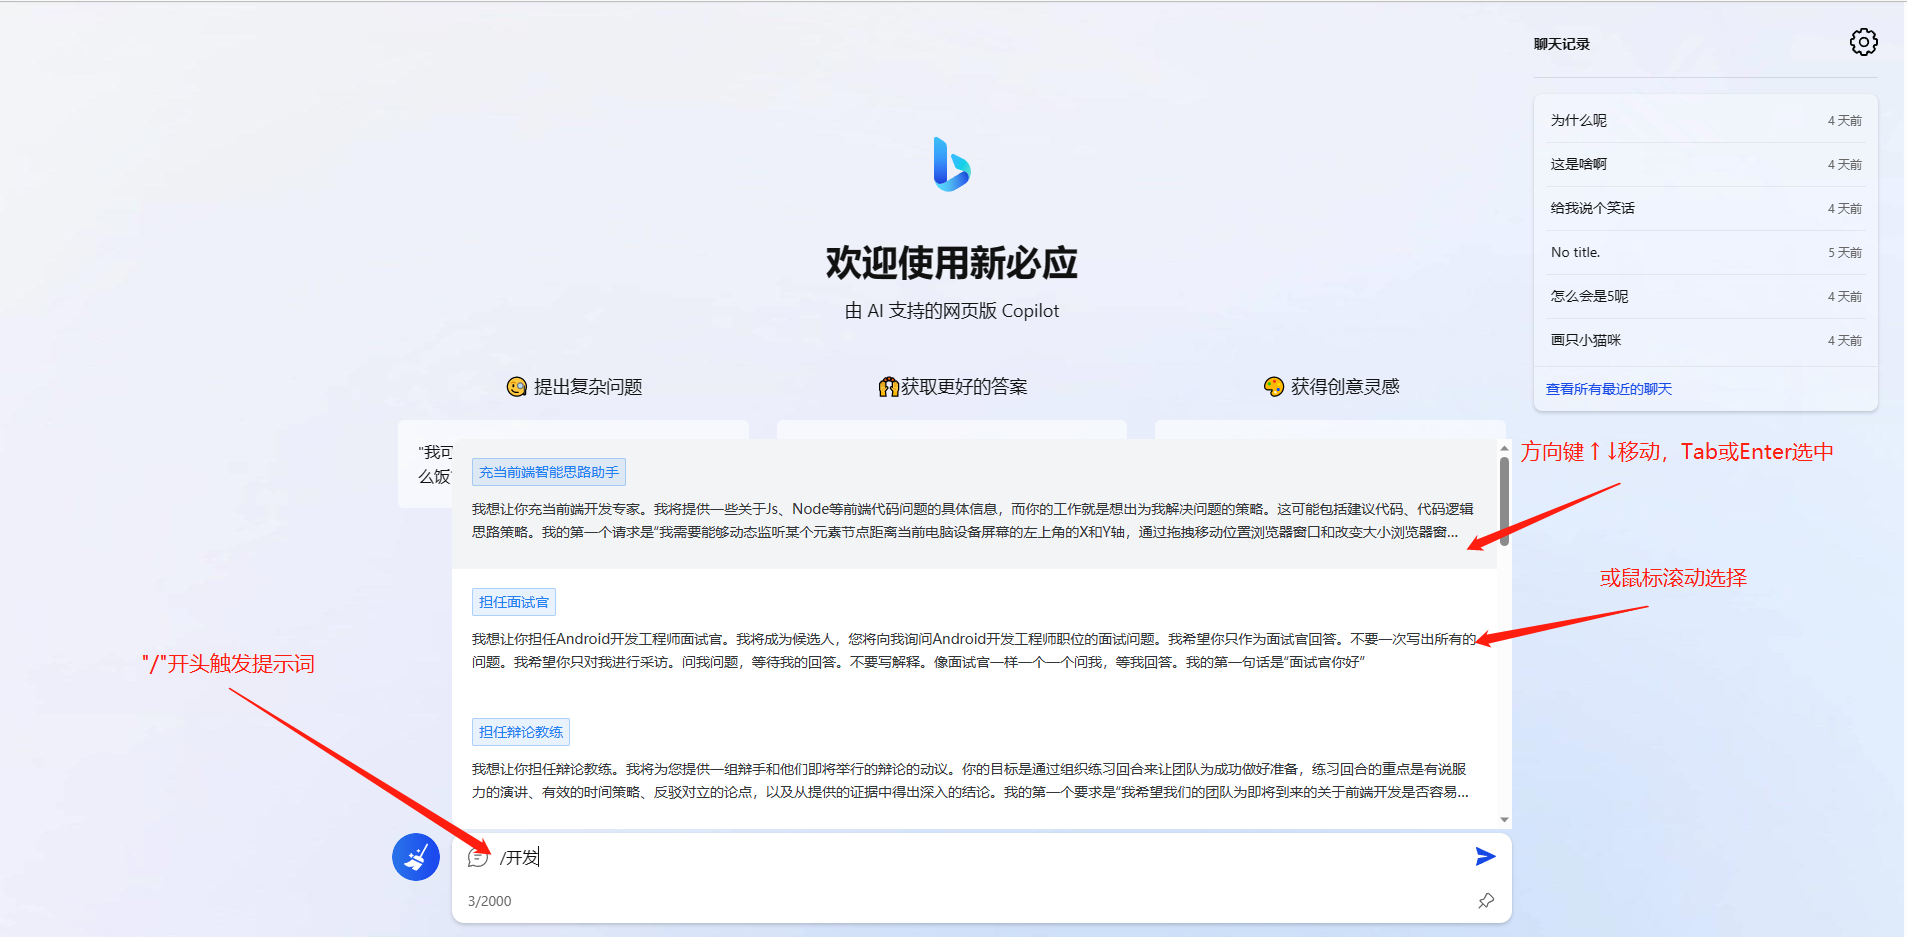 聊天记录
为什么呢 4 天前
这是啥啊 4 天前
给我说个笑话 4 天前
No title. 5 天前
怎么会是5呢 4 天前
画只小猫咪 4 天前
查看所有最近的聊天
欢迎使用新必应
由 AI 支持的网页版 Copilot
提出复杂问题
获取更好的答案
获得创意灵感
"我可
么饭
方向键↑↓移动，Tab或Enter选中
充当前端智能思路助手
我想让你充当前端开发专家。我将提供一些关于Js、Node等前端代码问题的具体信息，而你的工作就是想出为我解决问题的策略。这可能包括建议代码、代码逻辑
思路策略。我的第一个请求是“我需要能够动态监听某个元素节点距离当前电脑设备屏幕的左上角的X和Y轴，通过拖拽移动位置浏览器窗口和改变大小浏览器窗...
或鼠标滚动选择
担任面试官
我想让你担任Android开发工程师面试官。我将成为候选人，您将向我询问Android开发工程师职位的面试问题。我希望你只作为面试官回答。不要一次写出所有的
问题。我希望你只对我进行采访。问我问题，等待我的回答。不要写解释。像面试官一样一个一个问我，等我回答。我的第一句话是“面试官你好”
"/"开头触发提示词
担任辩论教练
我想让你担任辩论教练。我将为您提供一组辩手和他们即将举行的辩论的动议。你的目标是通过组织练习回合来让团队为成功做好准备，练习回合的重点是有说服
力的演讲、有效的时间策略、反驳对立的论点，以及从提供的证据中得出深入的结论。我的第一个要求是“我希望我们的团队为即将到来的关于前端开发是否容易...
/开发
3/2000